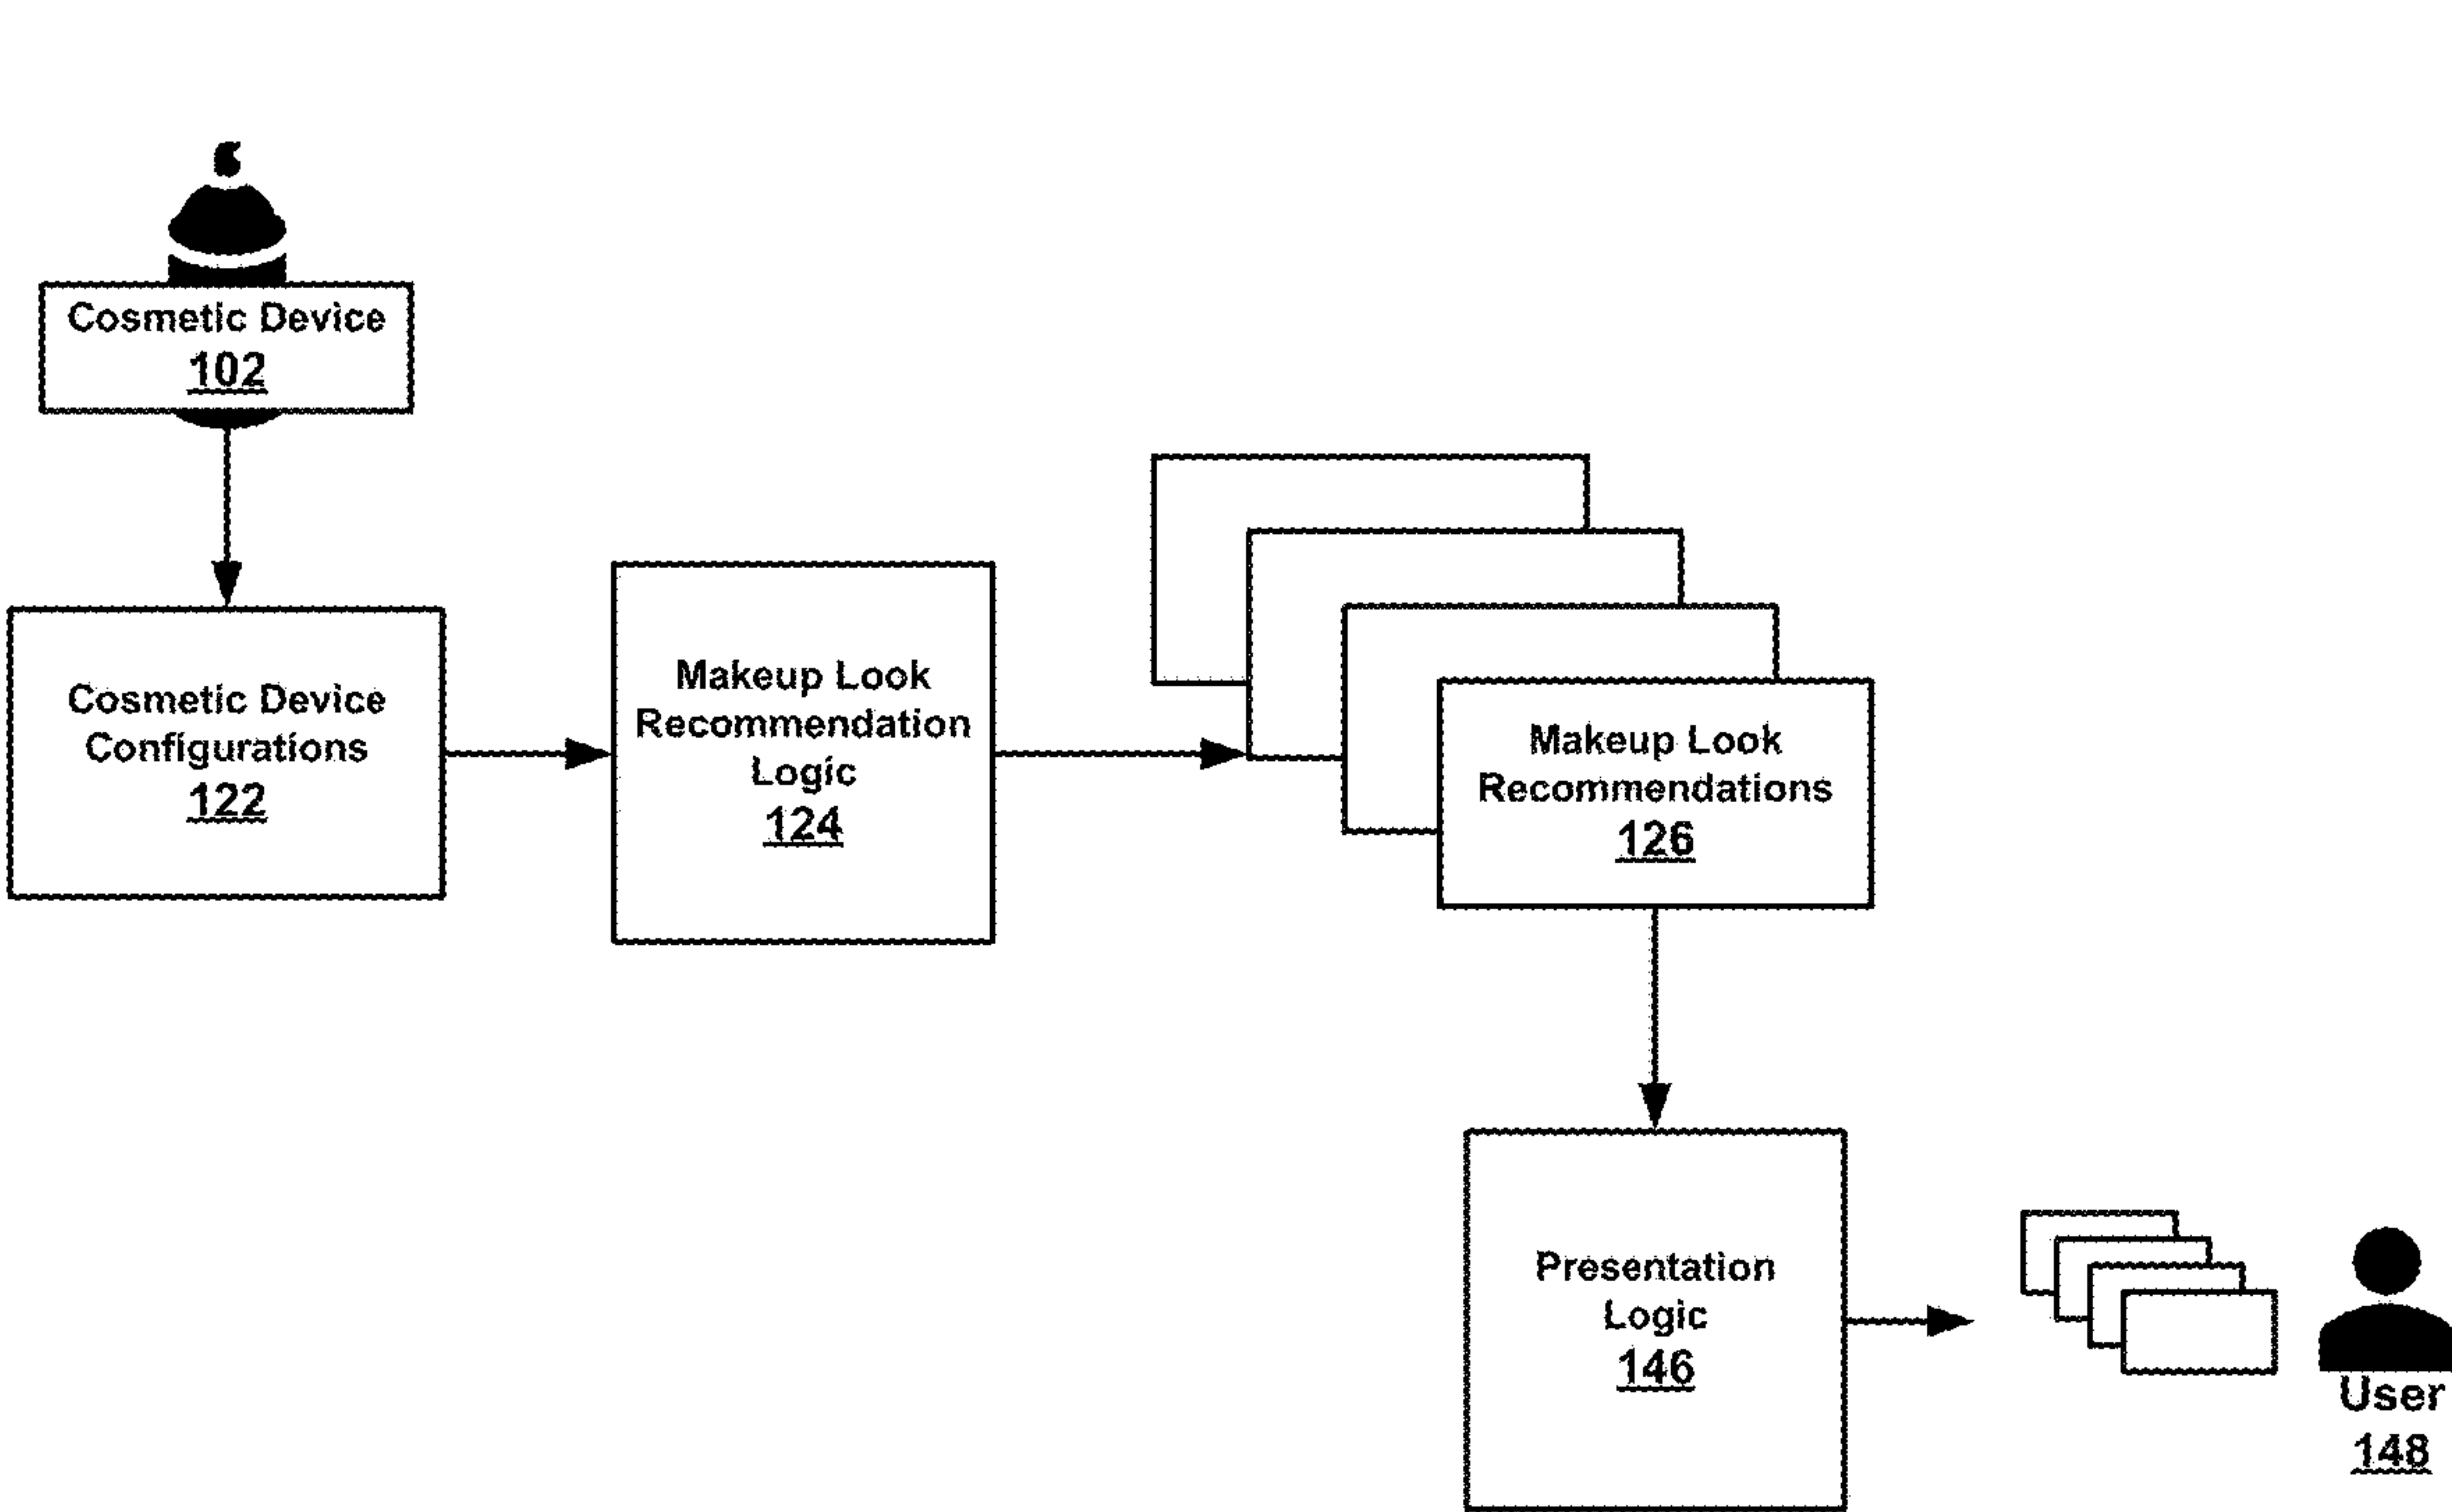 Cosmetic Device
102
Cosmetic Device
Configurations
122
Makeup Look
Recommendation
Logic
124
Makeup Look
Recommendations
126
Presentation
Logic
146
User
148